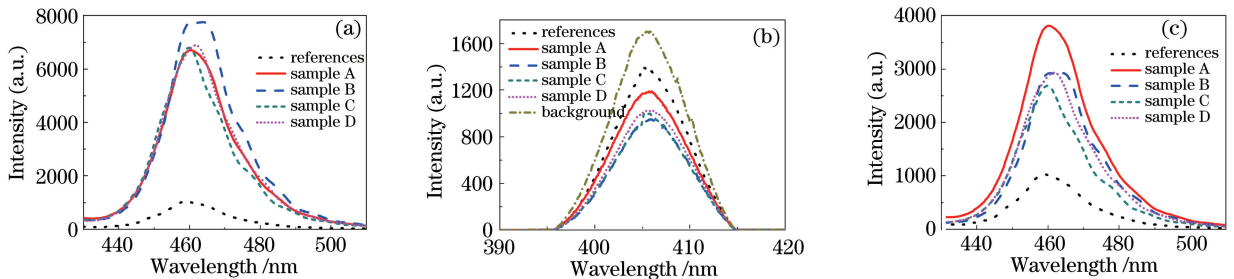 (a)
8000
6000
4000
2000
0
Intensity (a.u.)
references
sample A
sample B
sample C
sample D
440
460
480
500
Wavelength /nm
(b)
1600
1200
800
400
0
Intensity (a.u.)
references
sample A
sample B
sample C
sample D
background
390
400
410
420
Wavelength /nm
(c)
4000
3000
2000
1000
0
Intensity (a.u.)
references
sample A
sample B
sample C
sample D
440
460
480
500
Wavelength /nm